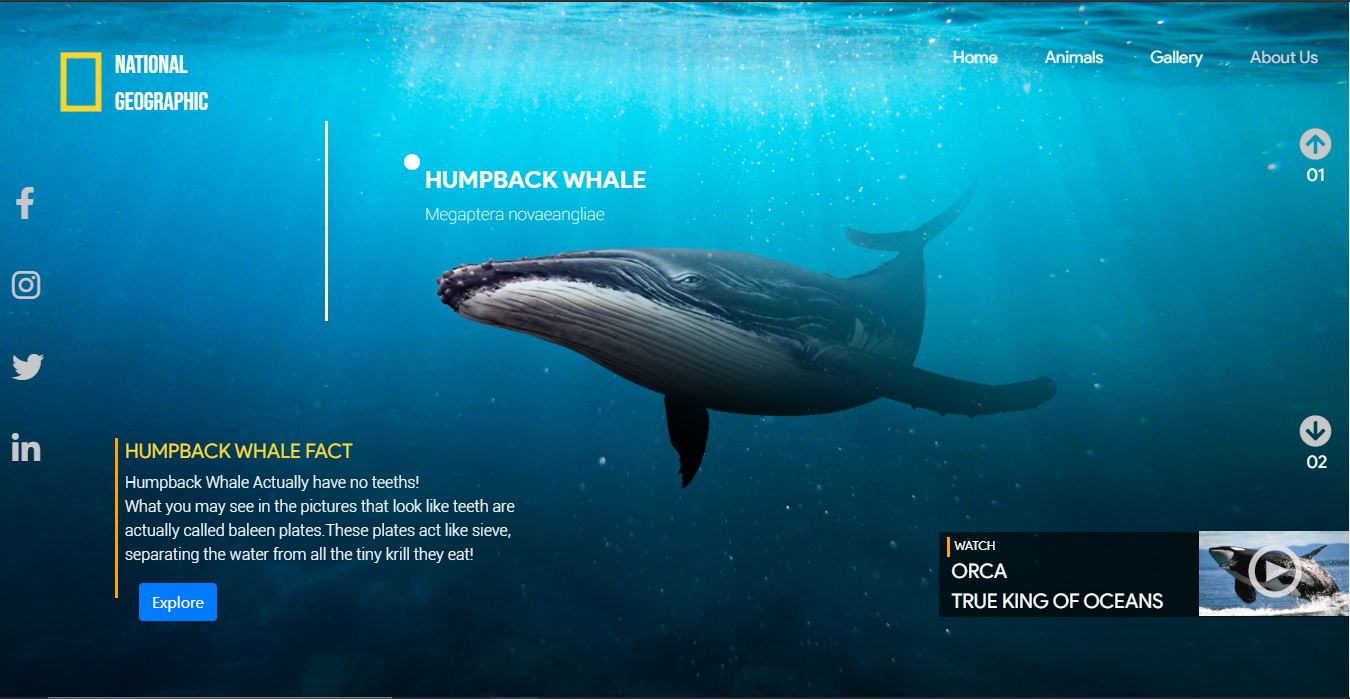 NATIONAL
GEOGRAPHIC
Home Animals Gallery About Us
01
HUMPBACK WHALE
Megaptera novaeangliae
HUMPBACK WHALE FACT
Humpback Whale Actually have no teeths!
What you may see in the pictures that look like teeth are
actually called baleen plates.These plates act like sieve,
separating the water from all the tiny krill they eat!
Explore
02
WATCH
ORCA
TRUE KING OF OCEANS